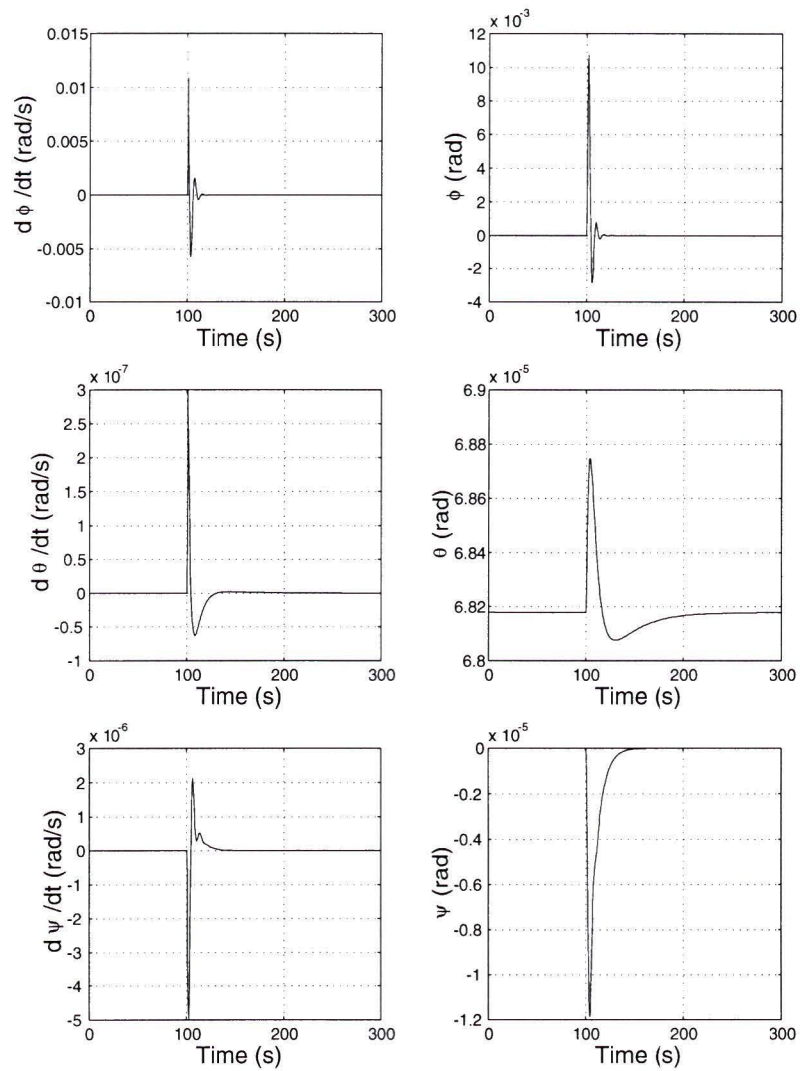 0.015
0.01
0.005
0
-0.005
-0.01
d ϕ /dt (rad/s)
0 100 200 300
Time (s)
x 10^-3
12
10
8
6
4
2
0
-2
-4
ϕ (rad)
0 100 200 300
Time (s)
x 10^-7
3
2.5
2
1.5
1
0.5
0
-0.5
-1
d θ /dt (rad/s)
0 100 200 300
Time (s)
x 10^-5
6.9
6.88
6.86
6.84
6.82
6.8
θ (rad)
0 100 200 300
Time (s)
x 10^-6
3
2
1
0
-1
-2
-3
-4
-5
d ψ /dt (rad/s)
0 100 200 300
Time (s)
x 10^-5
0
-0.2
-0.4
-0.6
-0.8
-1
-1.2
ψ (rad)
0 100 200 300
Time (s)